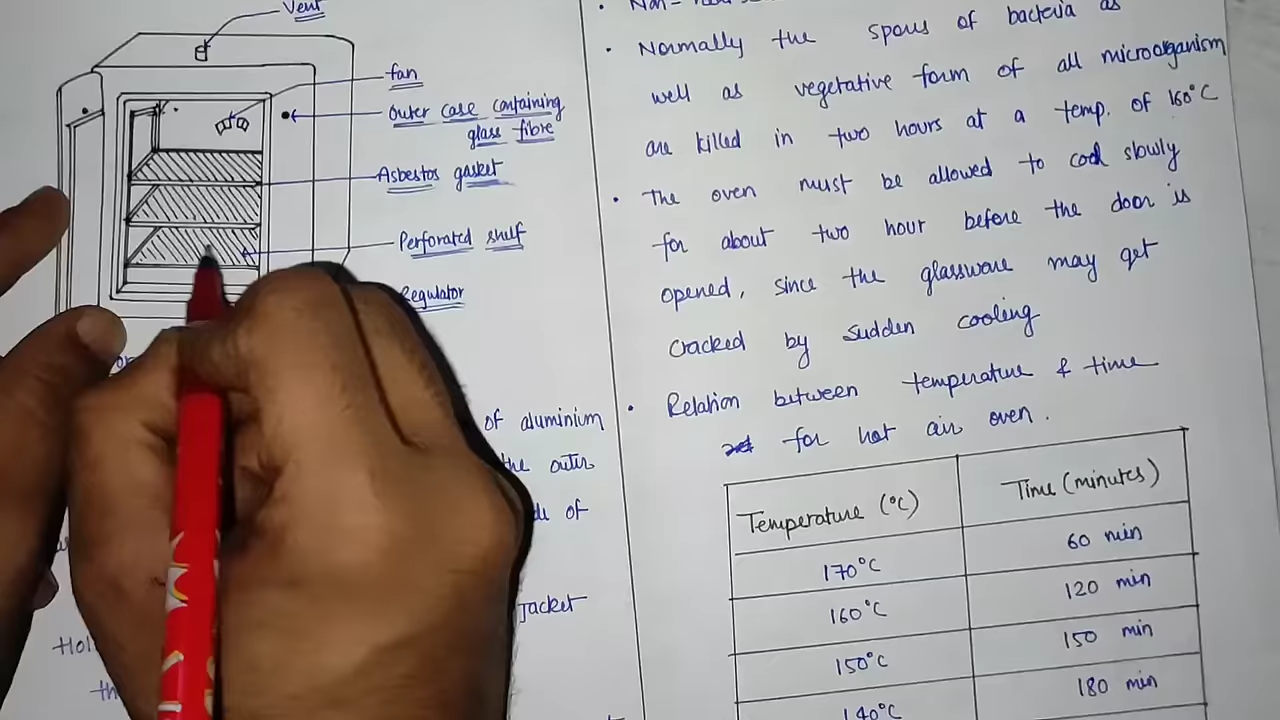 Vent
fan
Outer case containing
glass fibre
Asbestos gasket
Perforated shelf
Regulator
of aluminium
the outer
of
Jacket
• Normally the spores of bacteria as
well as vegetative form of all microorganism
are killed in two hours at a temp. of 160°C
• The oven must be allowed to cool slowly
for about two hour before the door is
opened, since the glassware may get
cracked by sudden cooling
• Relation between temperature & time
for hot air oven.
Temperature (°C) Time (minutes)
170°C 60 min
160°C 120 min
150°C 150 min
140°C 180 min